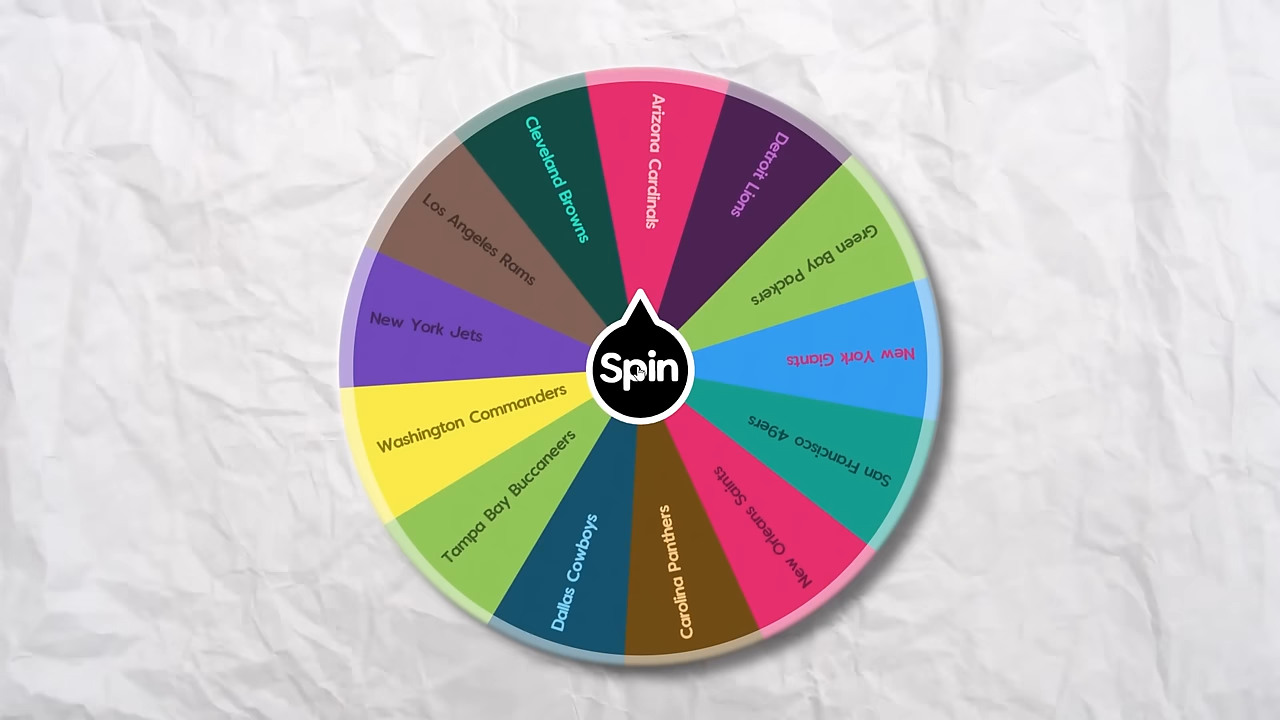 Arizona Cardinals
Detroit Lions
Green Bay Packers
New York Giants
San Francisco 49ers
New Orleans Saints
Carolina Panthers
Dallas Cowboys
Tampa Bay Buccaneers
Washington Commanders
New York Jets
Los Angeles Rams
Cleveland Browns
Spin